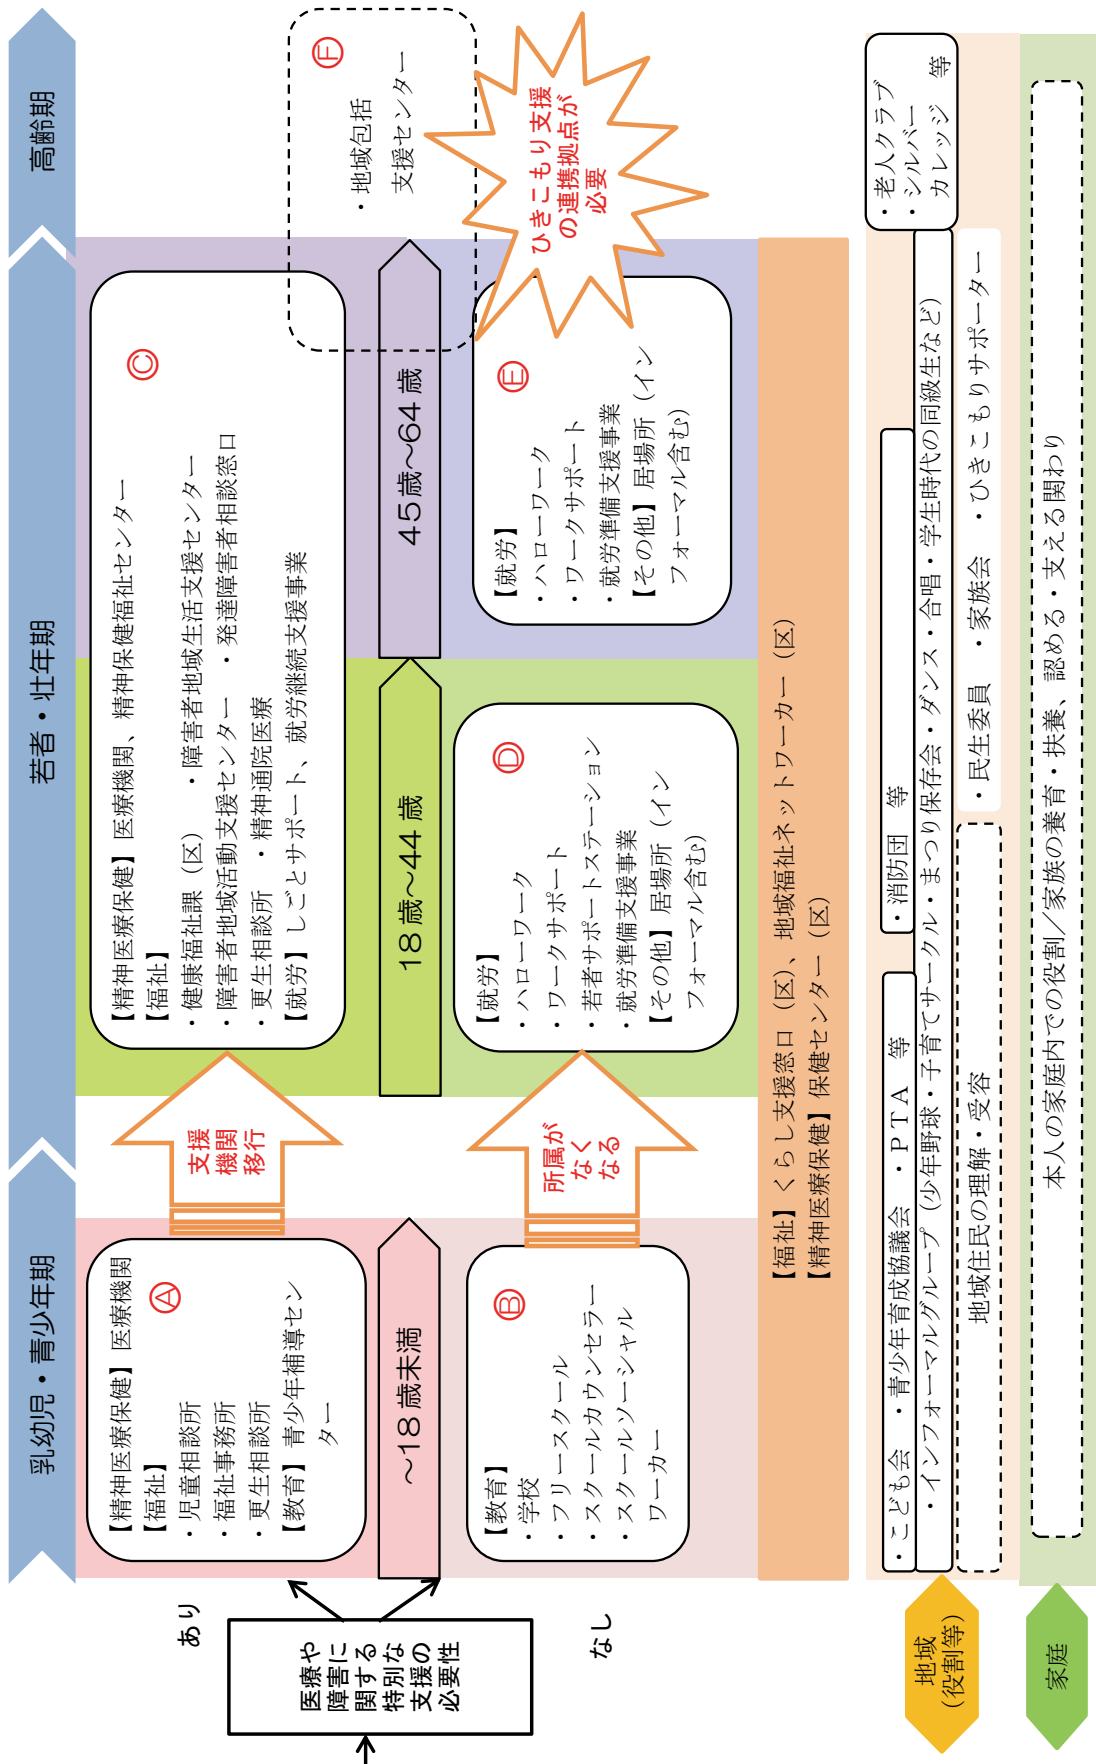 乳幼児・青少年期
若者・壮年期
高齢期
医療や
障害に
関する
特別な
支援の
必要性
あり
なし
【精神医療保健】医療機関
【福祉】
・児童相談所
・福祉事務所
・更生相談所
【教育】青少年補導セン
ター
Ⓐ
支援
機関
移行
【精神医療保健】医療機関、精神保健福祉センター
【福祉】
・健康福祉課（区） ・障害者地域生活支援センター
・障害者地域活動支援センター ・発達障害者相談窓口
・更生相談所 ・精神通院医療
【就労】しごとサポート、就労継続支援事業
Ⓒ
・地域包括
支援センター
Ⓕ
～18歳未満
18歳～44歳
45歳～64歳
【教育】
・学校
・フリースクール
・スクールカウンセラー
・スクールソーシャル
ワーカー
Ⓑ
所属が
なく
なる
【就労】
・ハローワーク
・ワークサポート
・若者サポートステーション
・就労準備支援事業
【その他】居場所（イン
フォーマル含む）
Ⓓ
【就労】
・ハローワーク
・ワークサポート
・就労準備支援事業
【その他】居場所（イン
フォーマル含む）
Ⓔ
ひきこもり支援
の連携拠点が
必要
【福祉】くらし支援窓口（区）、地域福祉ネットワーカー（区）
【精神医療保健】保健センター（区）
地域
（役割等）
・こども会 ・青少年育成協議会 ・PTA 等
・消防団 等
・老人クラブ
・シルバー
カレッジ 等
・インフォーマルグループ（少年野球・子育てサークル・まつり保存会・ダンス・合唱・学生時代の同級生など）
地域住民の理解・受容
・民生委員 ・家族会 ・ひきこもりサポーター
家庭
本人の家庭内での役割／家族の養育・扶養、認める・支える関わり